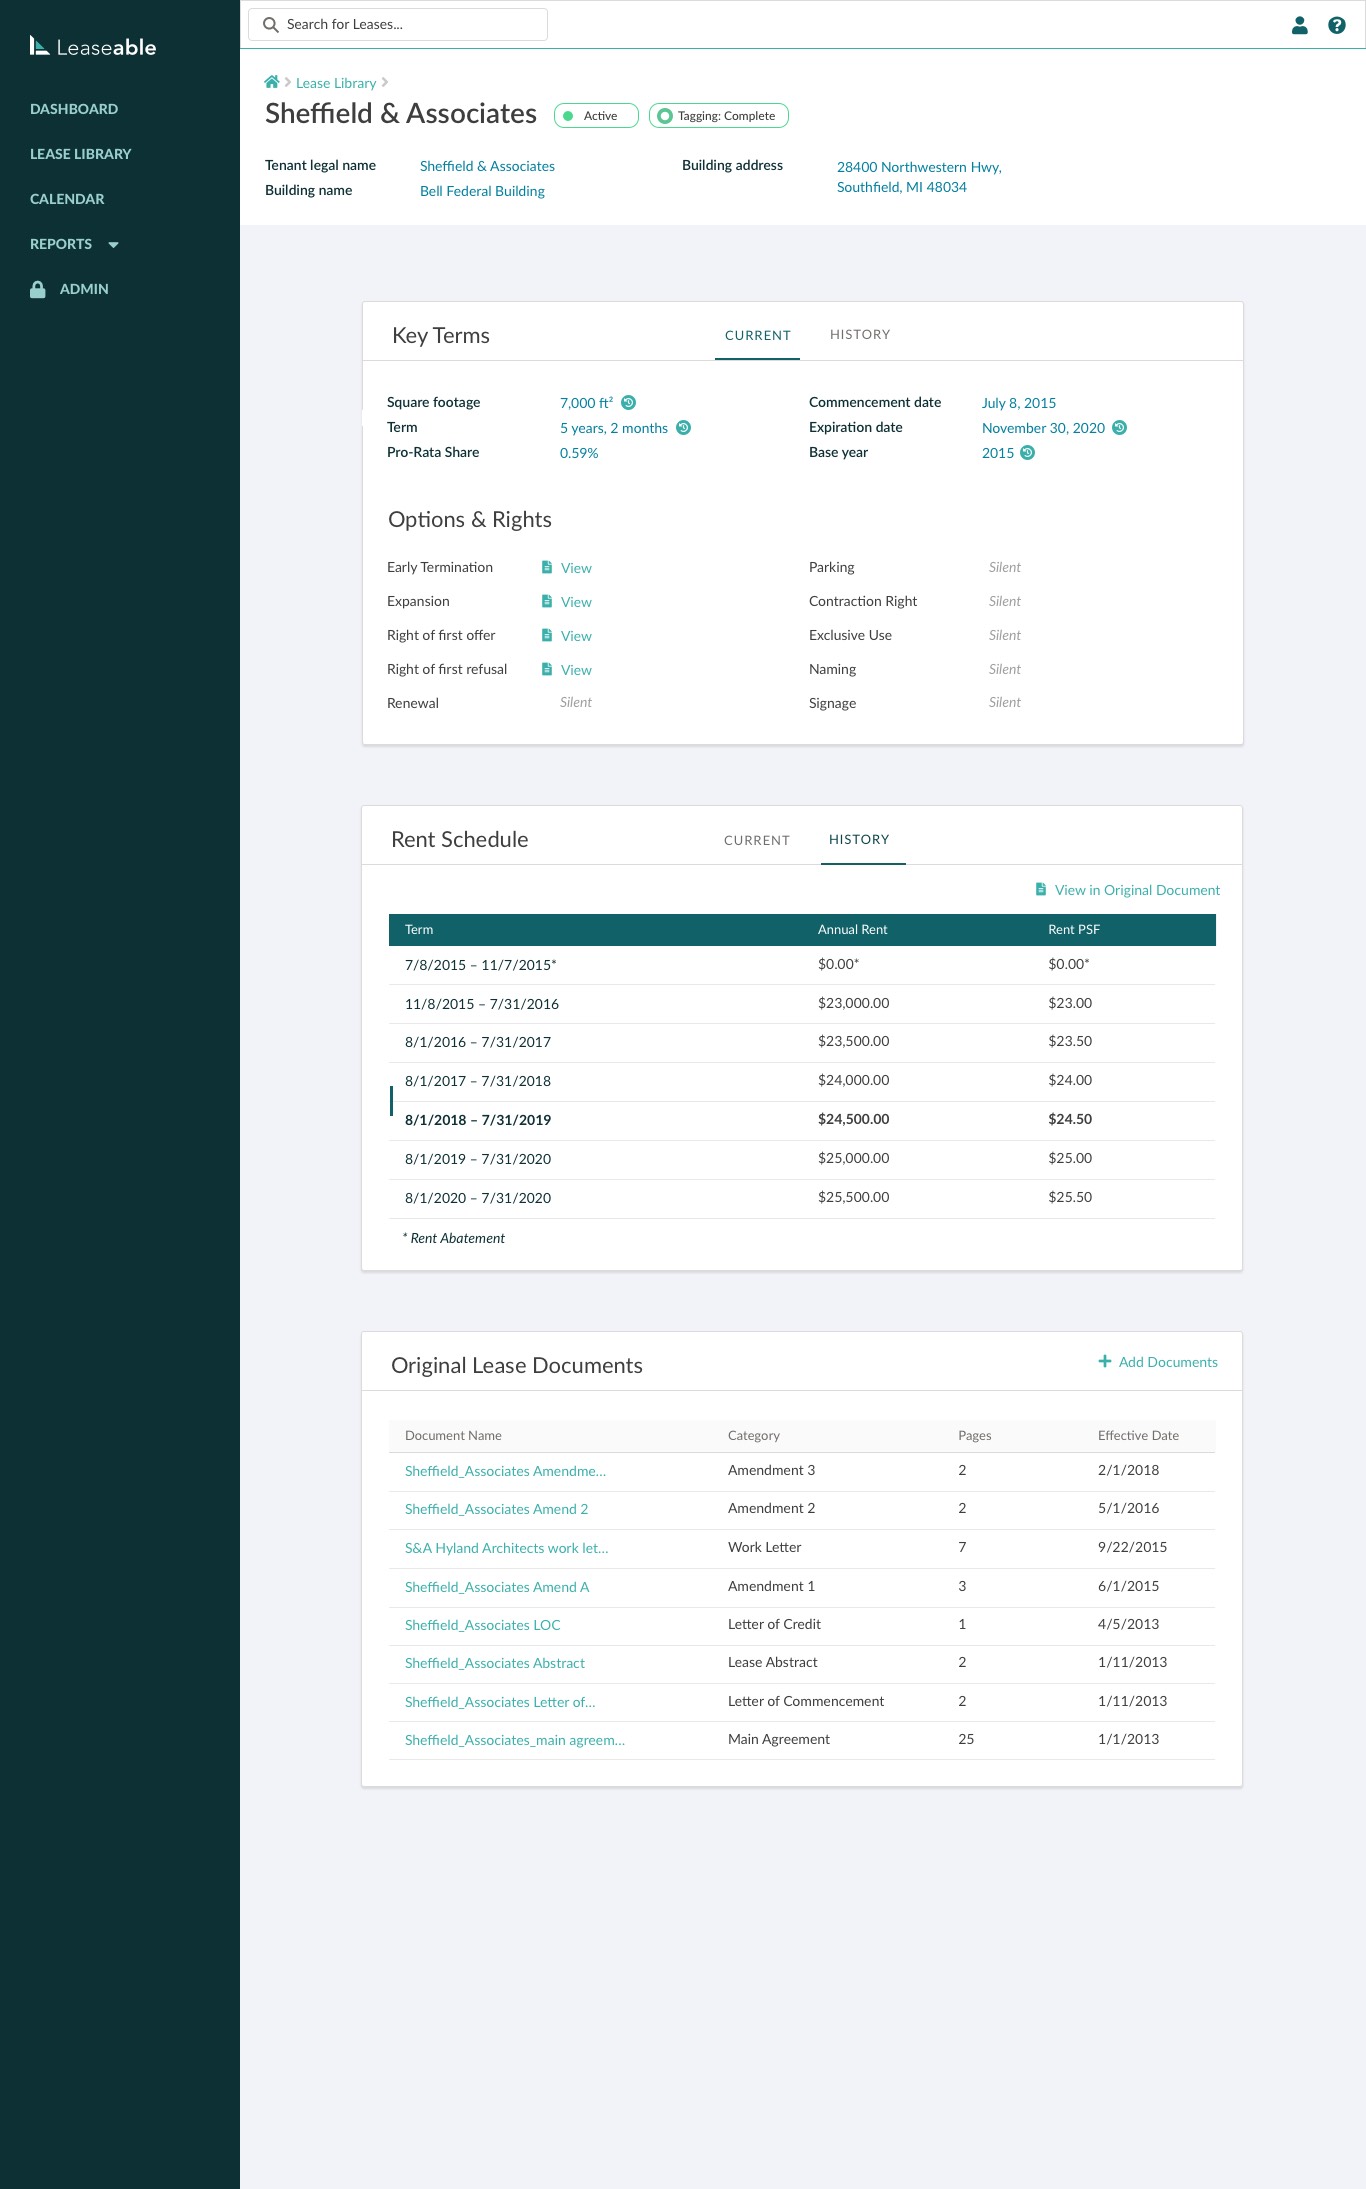 Search for Leases...
Leaseable
DASHBOARD
LEASE LIBRARY
CALENDAR
REPORTS
ADMIN
Lease Library
Sheffield & Associates Active Tagging: Complete
Tenant legal name Sheffield & Associates Building address 28400 Northwestern Hwy,
Southfield, MI 48034
Building name Bell Federal Building
Key Terms CURRENT HISTORY
Square footage 7,000 ft² Commencement date July 8, 2015
Term 5 years, 2 months Expiration date November 30, 2020
Pro-Rata Share 0.59% Base year 2015
Options & Rights
Early Termination View Parking Silent
Expansion View Contraction Right Silent
Right of first offer View Exclusive Use Silent
Right of first refusal View Naming Silent
Renewal Silent Signage Silent
Rent Schedule CURRENT HISTORY
View in Original Document
Term Annual Rent Rent PSF
7/8/2015 – 11/7/2015* $0.00* $0.00*
11/8/2015 – 7/31/2016 $23,000.00 $23.00
8/1/2016 – 7/31/2017 $23,500.00 $23.50
8/1/2017 – 7/31/2018 $24,000.00 $24.00
8/1/2018 – 7/31/2019 $24,500.00 $24.50
8/1/2019 – 7/31/2020 $25,000.00 $25.00
8/1/2020 – 7/31/2020 $25,500.00 $25.50
* Rent Abatement
Original Lease Documents Add Documents
Document Name Category Pages Effective Date
Sheffield_Associates Amendme... Amendment 3 2 2/1/2018
Sheffield_Associates Amend 2 Amendment 2 2 5/1/2016
S&A Hyland Architects work let... Work Letter 7 9/22/2015
Sheffield_Associates Amend A Amendment 1 3 6/1/2015
Sheffield_Associates LOC Letter of Credit 1 4/5/2013
Sheffield_Associates Abstract Lease Abstract 2 1/11/2013
Sheffield_Associates Letter of... Letter of Commencement 2 1/11/2013
Sheffield_Associates_main agreem... Main Agreement 25 1/1/2013